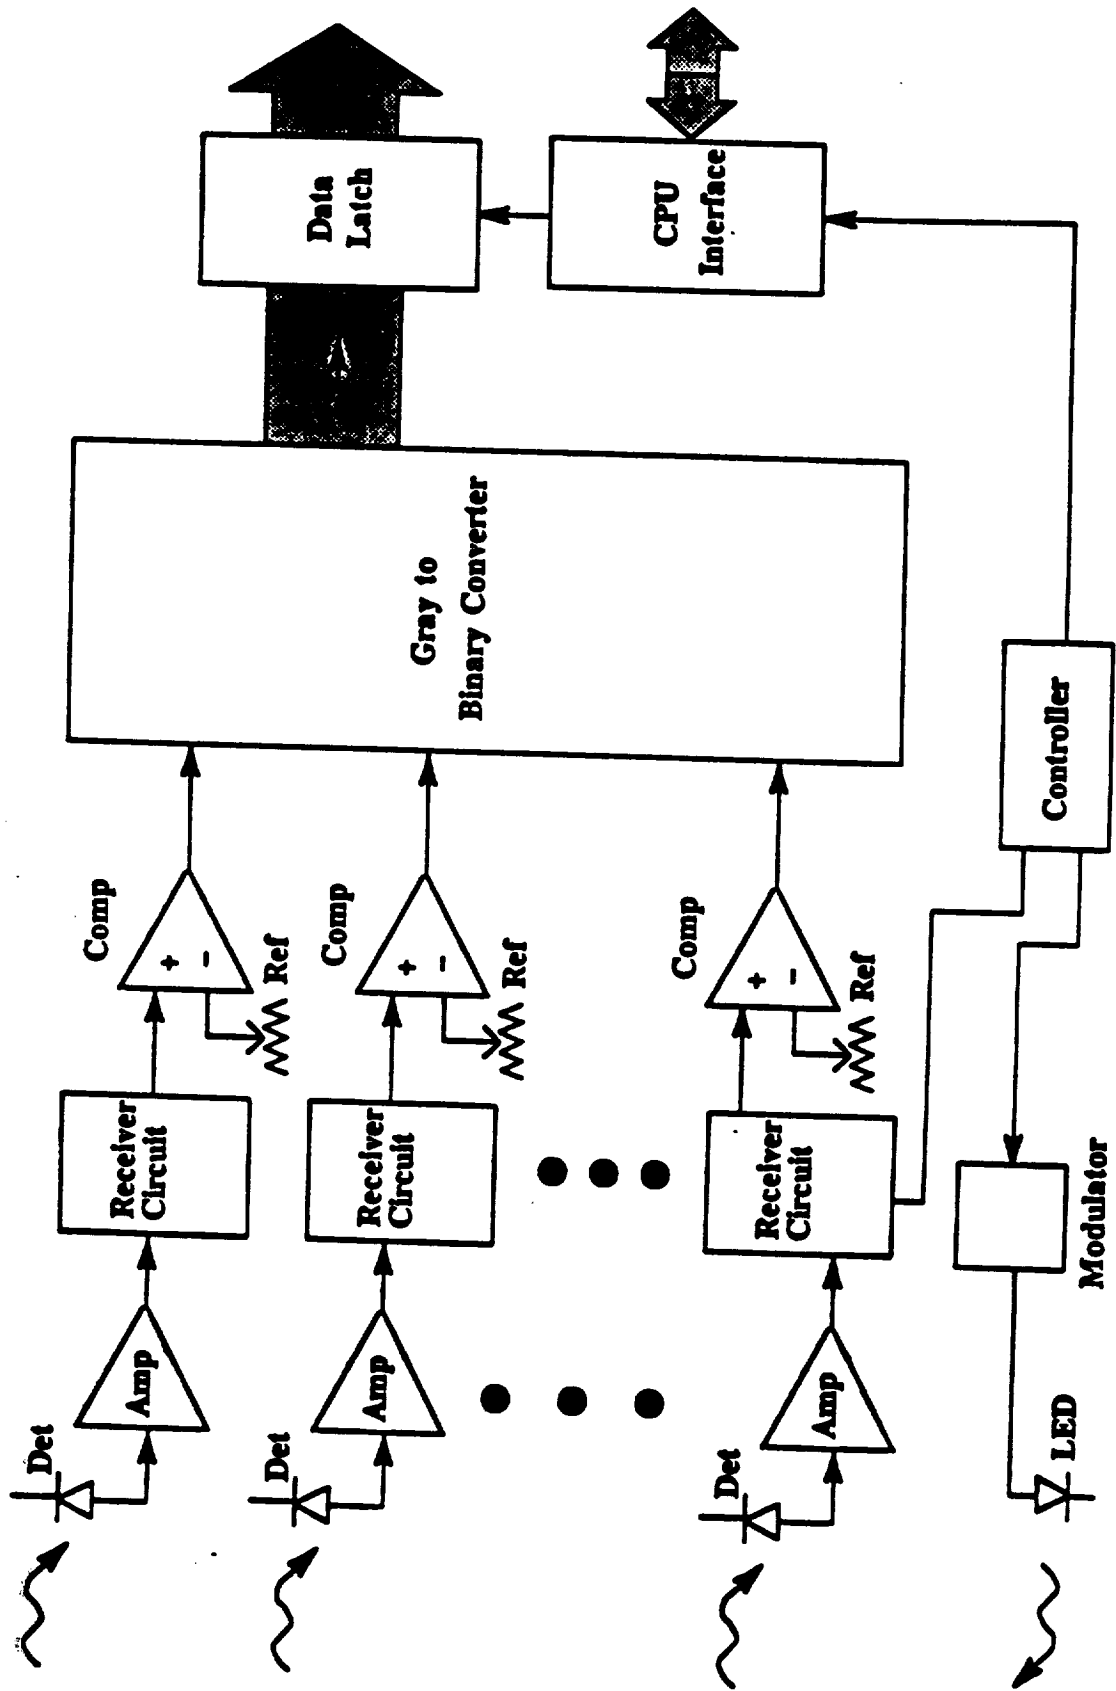 Det
Amp
Receiver
Circuit
Comp
+
−
Ref
Det
Amp
Receiver
Circuit
Comp
+
−
Ref
Det
Amp
Receiver
Circuit
Comp
+
−
Ref
Gray to
Binary Converter
Data
Latch
CPU
Interface
LED
Modulator
Controller